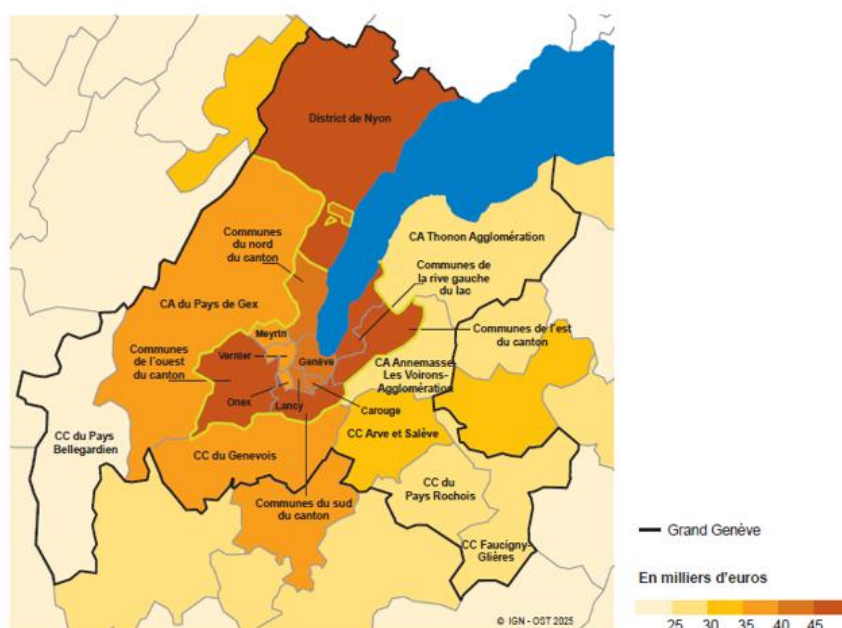 District de Nyon
Communes
du nord
du canton
CA Thonon Agglomération
Communes de
la rive gauche
du lac
CA du Pays de Gex
Meyrin
Communes de l'est
du canton
Communes
de l'ouest
du canton
Vernier
Genève
CA Annemasse-
Les Voirons-
Agglomération
Onex
Lancy
Carouge
CC du Pays
Bellegardien
CC Arve et Salève
CC du Genevois
CC du
Pays Rochois
Communes du sud
du canton
CC Faucigny-
Glières
Grand Genève
En milliers d'euros
25 30 35 40 45
© IGN - OST 2025